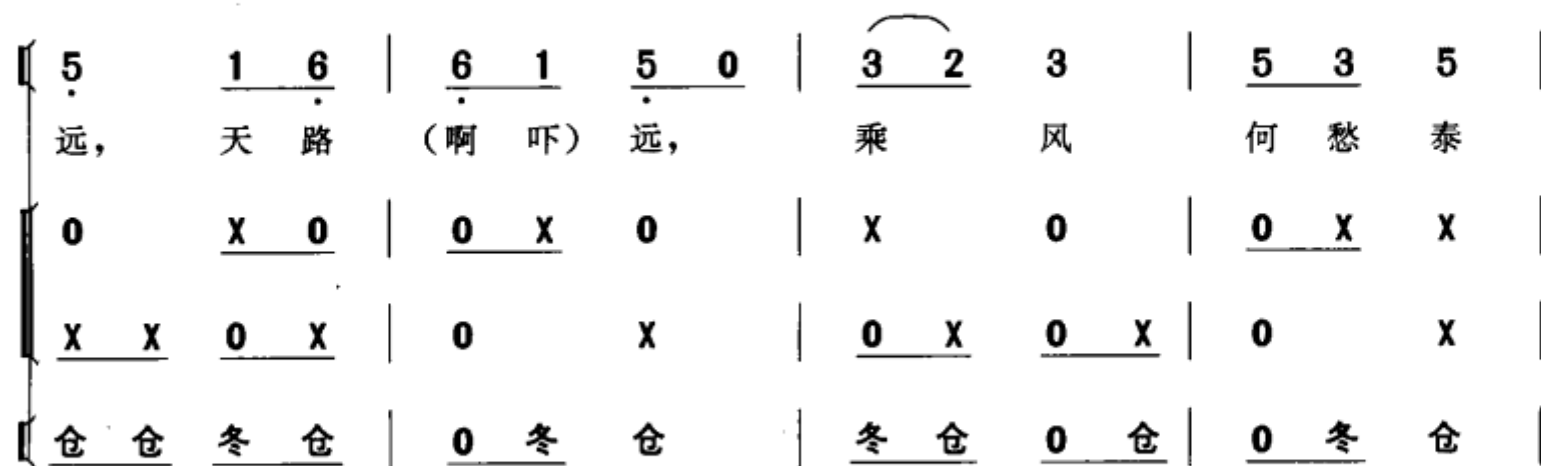 5 1 6 | 6 1 5 0 | 3 2 3 | 5 3 5 |
远， 天 路 （啊 吓） 远， 乘 风 何 愁 泰
0 X 0 | 0 X 0 | X 0 | 0 X X |
X X 0 X | 0 X | 0 X 0 X | 0 X |
仓 仓 冬 仓 | 0 冬 仓 | 冬 仓 0 仓 | 0 冬 仓 |